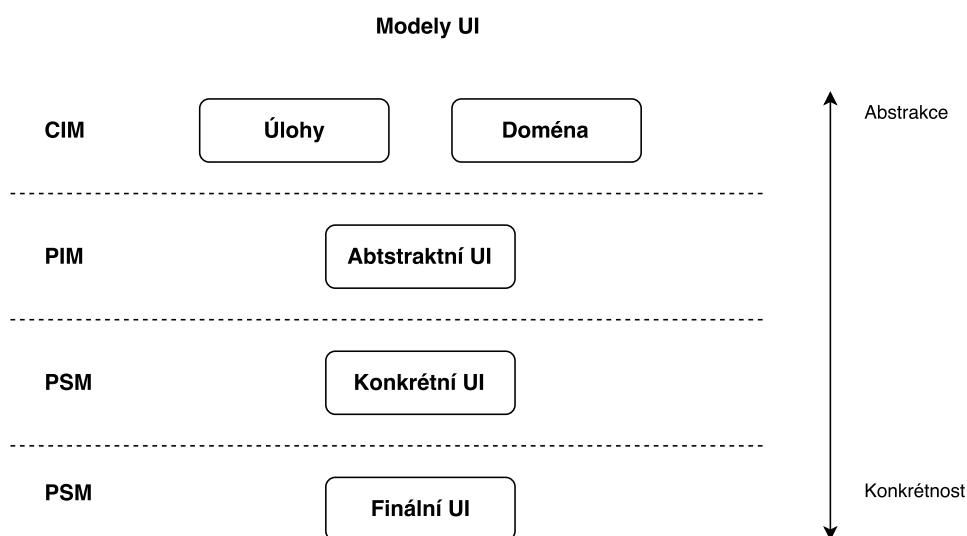 Modely UI
CIM
Úlohy
Doména
Abstrakce
PIM
Abtstraktní UI
PSM
Konkrétní UI
PSM
Finální UI
Konkrétnost